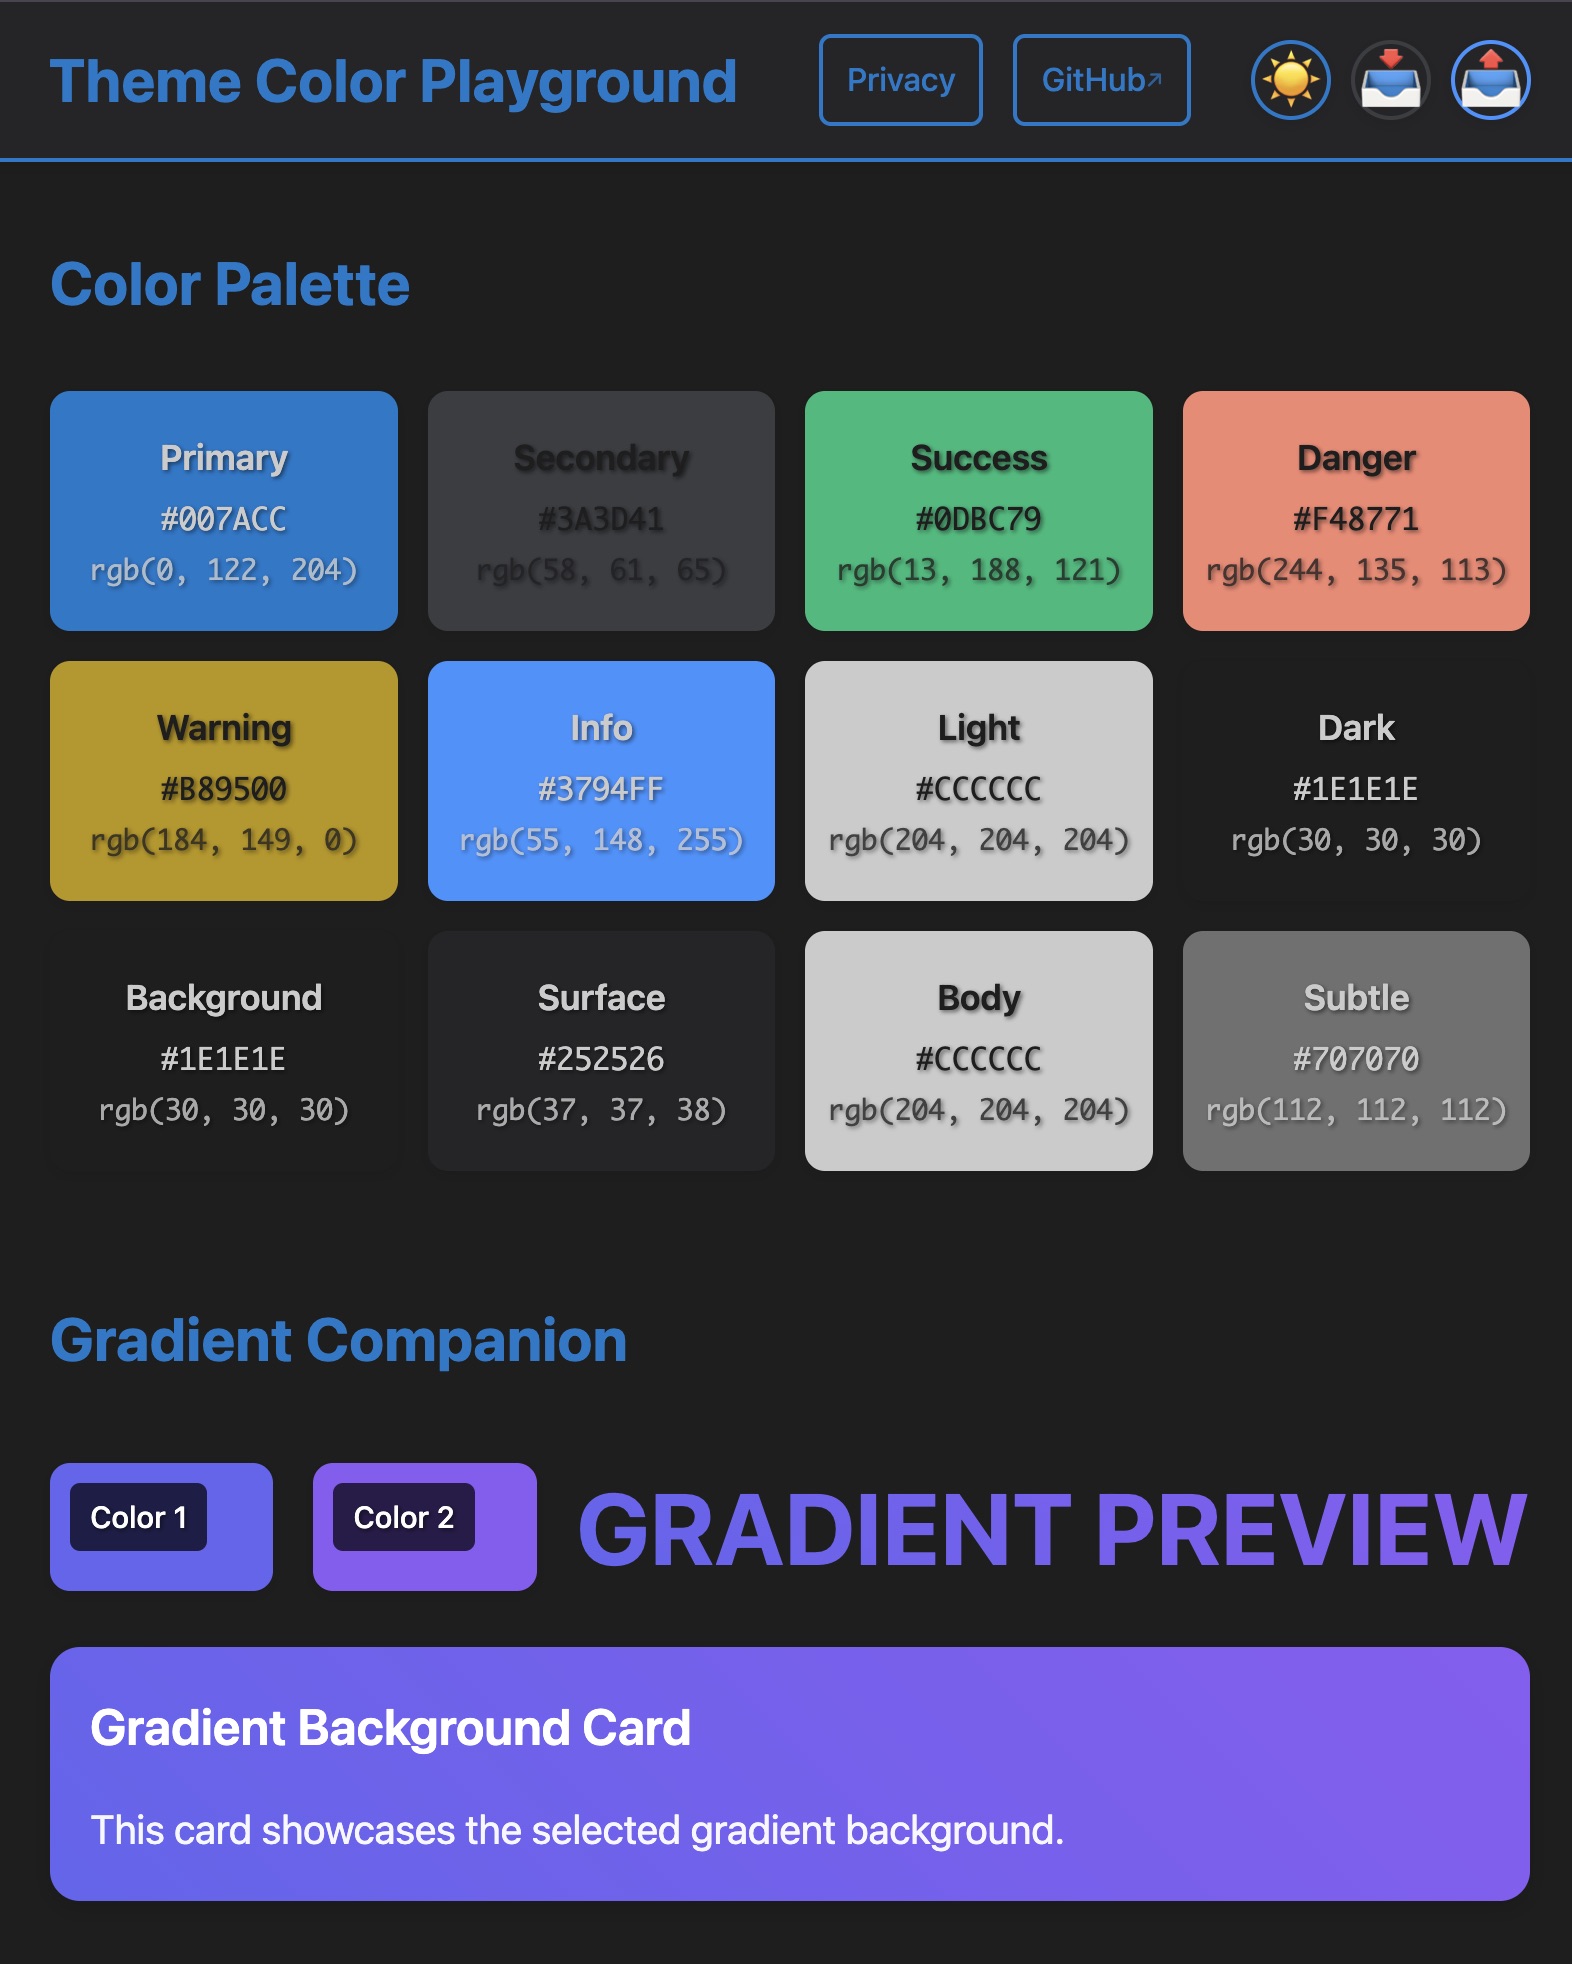 Theme Color Playground
Privacy
GitHub↗
Color Palette
Primary
#007ACC
rgb(0, 122, 204)
Secondary
#3A3D41
rgb(58, 61, 65)
Success
#0DBC79
rgb(13, 188, 121)
Danger
#F48771
rgb(244, 135, 113)
Warning
#B89500
rgb(184, 149, 0)
Info
#3794FF
rgb(55, 148, 255)
Light
#CCCCCC
rgb(204, 204, 204)
Dark
#1E1E1E
rgb(30, 30, 30)
Background
#1E1E1E
rgb(30, 30, 30)
Surface
#252526
rgb(37, 37, 38)
Body
#CCCCCC
rgb(204, 204, 204)
Subtle
#707070
rgb(112, 112, 112)
Gradient Companion
Color 1
Color 2
GRADIENT PREVIEW
Gradient Background Card
This card showcases the selected gradient background.